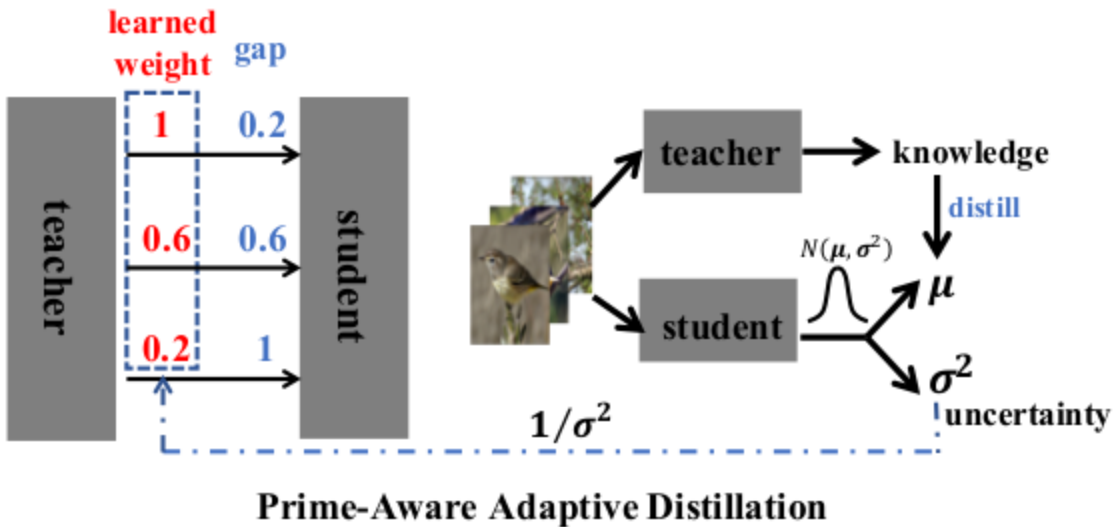 learned
weight
gap
1
0.2
0.6
0.6
0.2
1
teacher
student
teacher
knowledge
distill
N(μ, σ²)
μ
student
σ²
uncertainty
1/σ²
Prime-Aware Adaptive Distillation